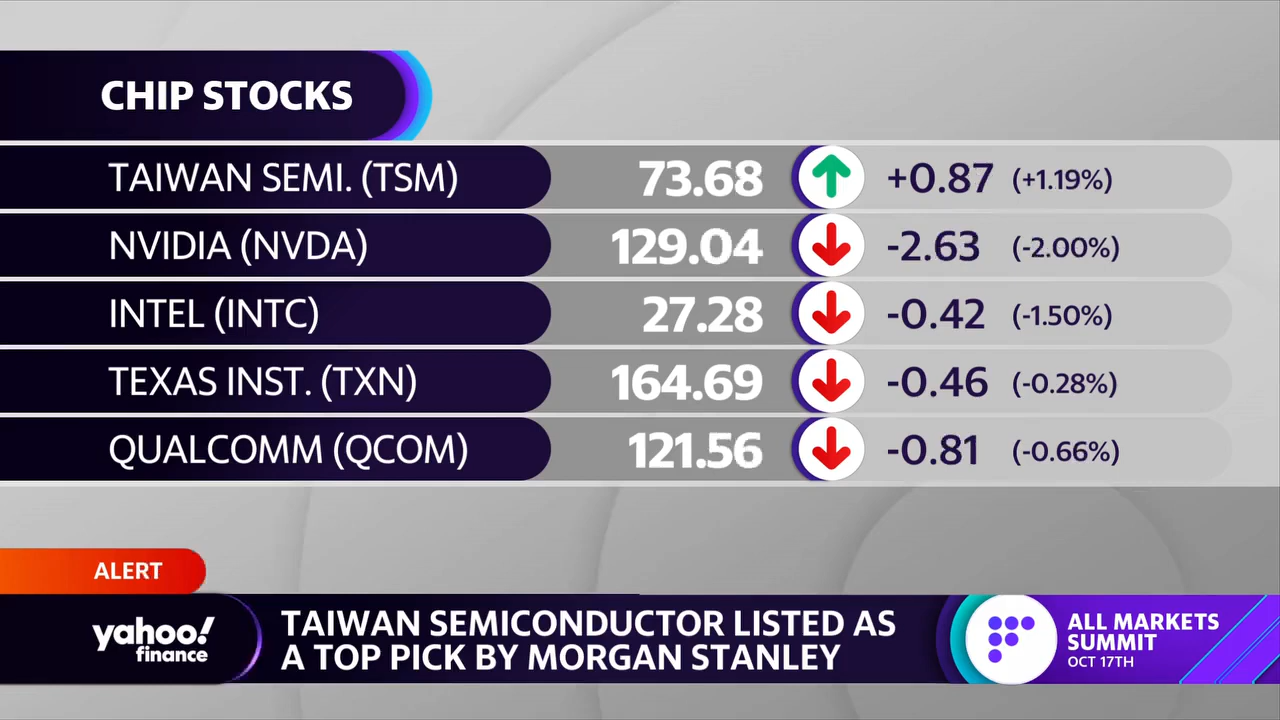 CHIP STOCKS
TAIWAN SEMI. (TSM) 73.68 +0.87 (+1.19%)
NVIDIA (NVDA) 129.04 -2.63 (-2.00%)
INTEL (INTC) 27.28 -0.42 (-1.50%)
TEXAS INST. (TXN) 164.69 -0.46 (-0.28%)
QUALCOMM (QCOM) 121.56 -0.81 (-0.66%)
ALERT
yahoo!
finance
TAIWAN SEMICONDUCTOR LISTED AS
A TOP PICK BY MORGAN STANLEY
ALL MARKETS
SUMMIT
OCT 17TH